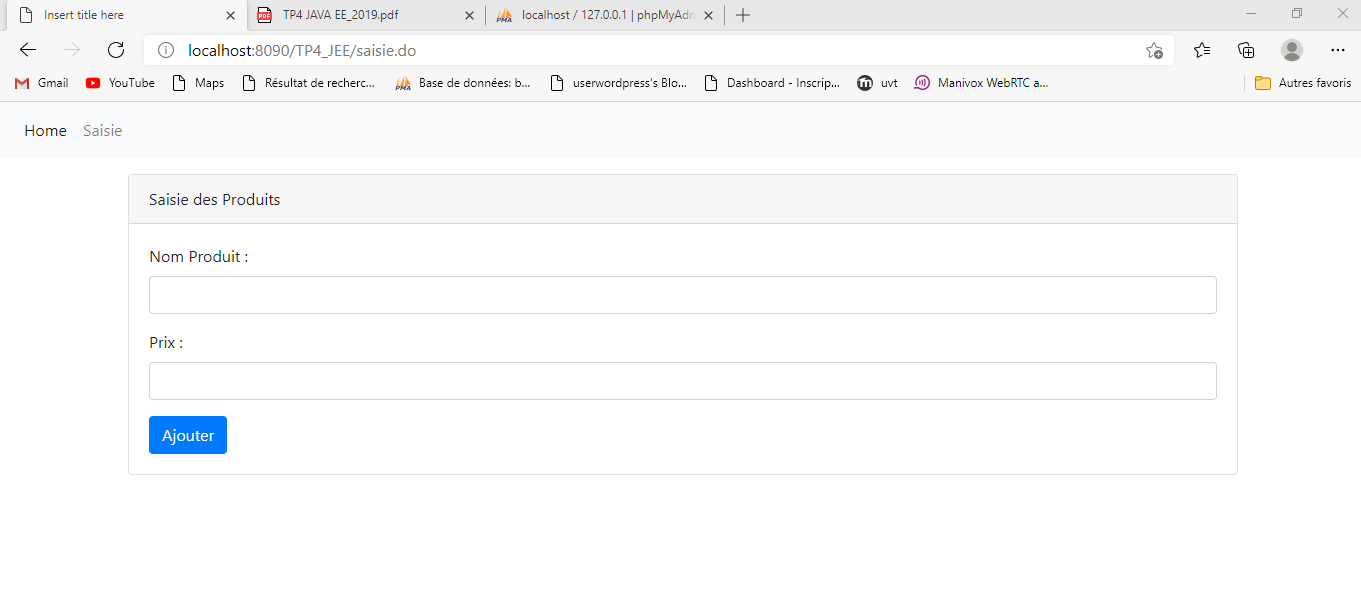 Insert title here
TP4 JAVA EE_2019.pdf
localhost / 127.0.0.1 | phpMyAdm
localhost:8090/TP4_JEE/saisie.do
Gmail
YouTube
Maps
Résultat de recherc...
Base de données: b...
userwordpress's Blo...
Dashboard - Inscrip...
uvt
Manivox WebRTC a...
Autres favoris
Home
Saisie
Saisie des Produits
Nom Produit :
Prix :
Ajouter